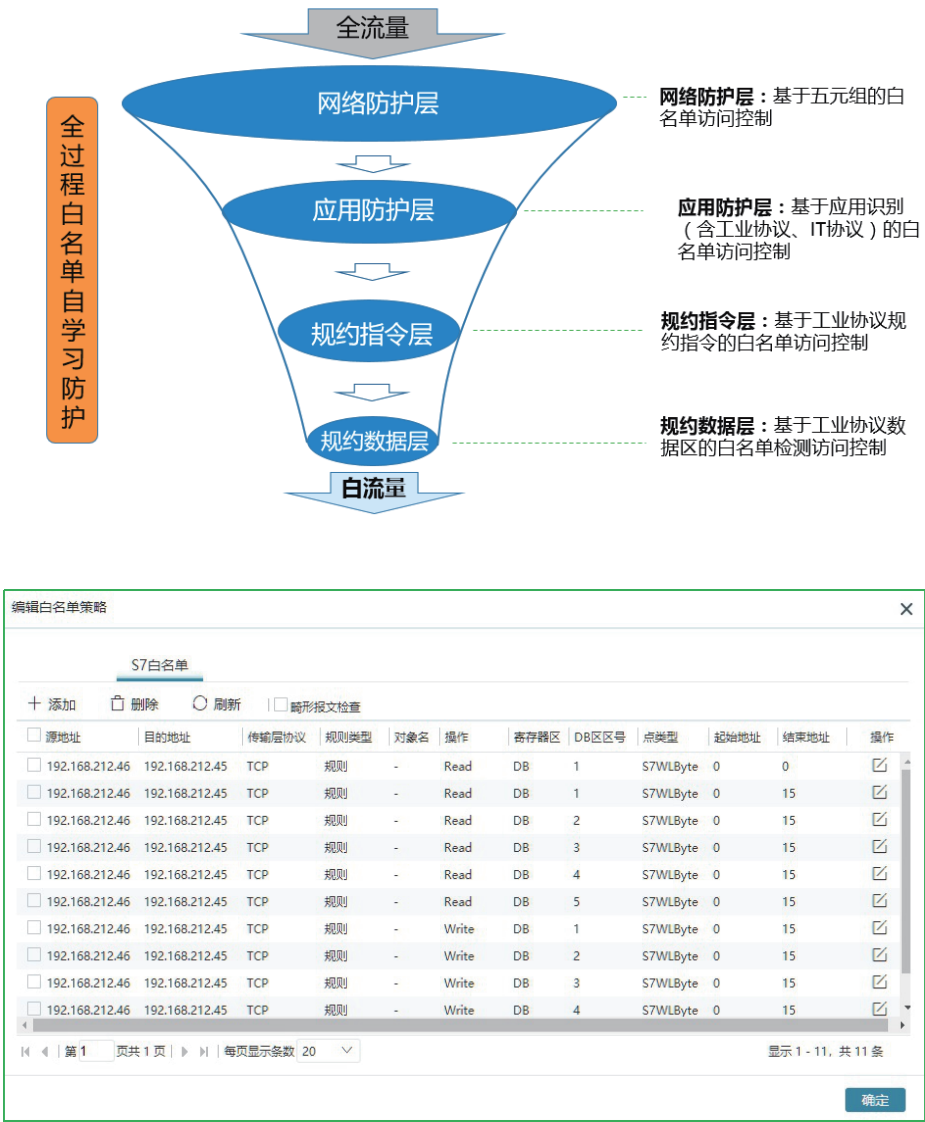 全流量
全过程白名单自学习防护
网络防护层
网络防护层：基于五元组的白
名单访问控制
应用防护层
应用防护层：基于应用识别
（含工业协议、IT协议）的白
名单访问控制
规约指令层
规约指令层：基于工业协议规
约指令的白名单访问控制
规约数据层
规约数据层：基于工业协议数
据区的白名单检测访问控制
白流量
编辑白名单策略
S7白名单
添加 删除 刷新 畸形报文检查
源地址 目的地址 传输层协议 规则类型 对象名 操作 寄存器区 DB区区号 点类型 起始地址 结束地址 操作
192.168.212.46 192.168.212.45 TCP 规则 - Read DB 1 S7WLByte 0 0
192.168.212.46 192.168.212.45 TCP 规则 - Read DB 1 S7WLByte 0 15
192.168.212.46 192.168.212.45 TCP 规则 - Read DB 2 S7WLByte 0 15
192.168.212.46 192.168.212.45 TCP 规则 - Read DB 3 S7WLByte 0 15
192.168.212.46 192.168.212.45 TCP 规则 - Read DB 4 S7WLByte 0 15
192.168.212.46 192.168.212.45 TCP 规则 - Read DB 5 S7WLByte 0 15
192.168.212.46 192.168.212.45 TCP 规则 - Write DB 1 S7WLByte 0 15
192.168.212.46 192.168.212.45 TCP 规则 - Write DB 2 S7WLByte 0 15
192.168.212.46 192.168.212.45 TCP 规则 - Write DB 3 S7WLByte 0 15
192.168.212.46 192.168.212.45 TCP 规则 - Write DB 4 S7WLByte 0 15
第 1 页共 1 页 每页显示条数 20 显示 1 - 11, 共 11 条
确定